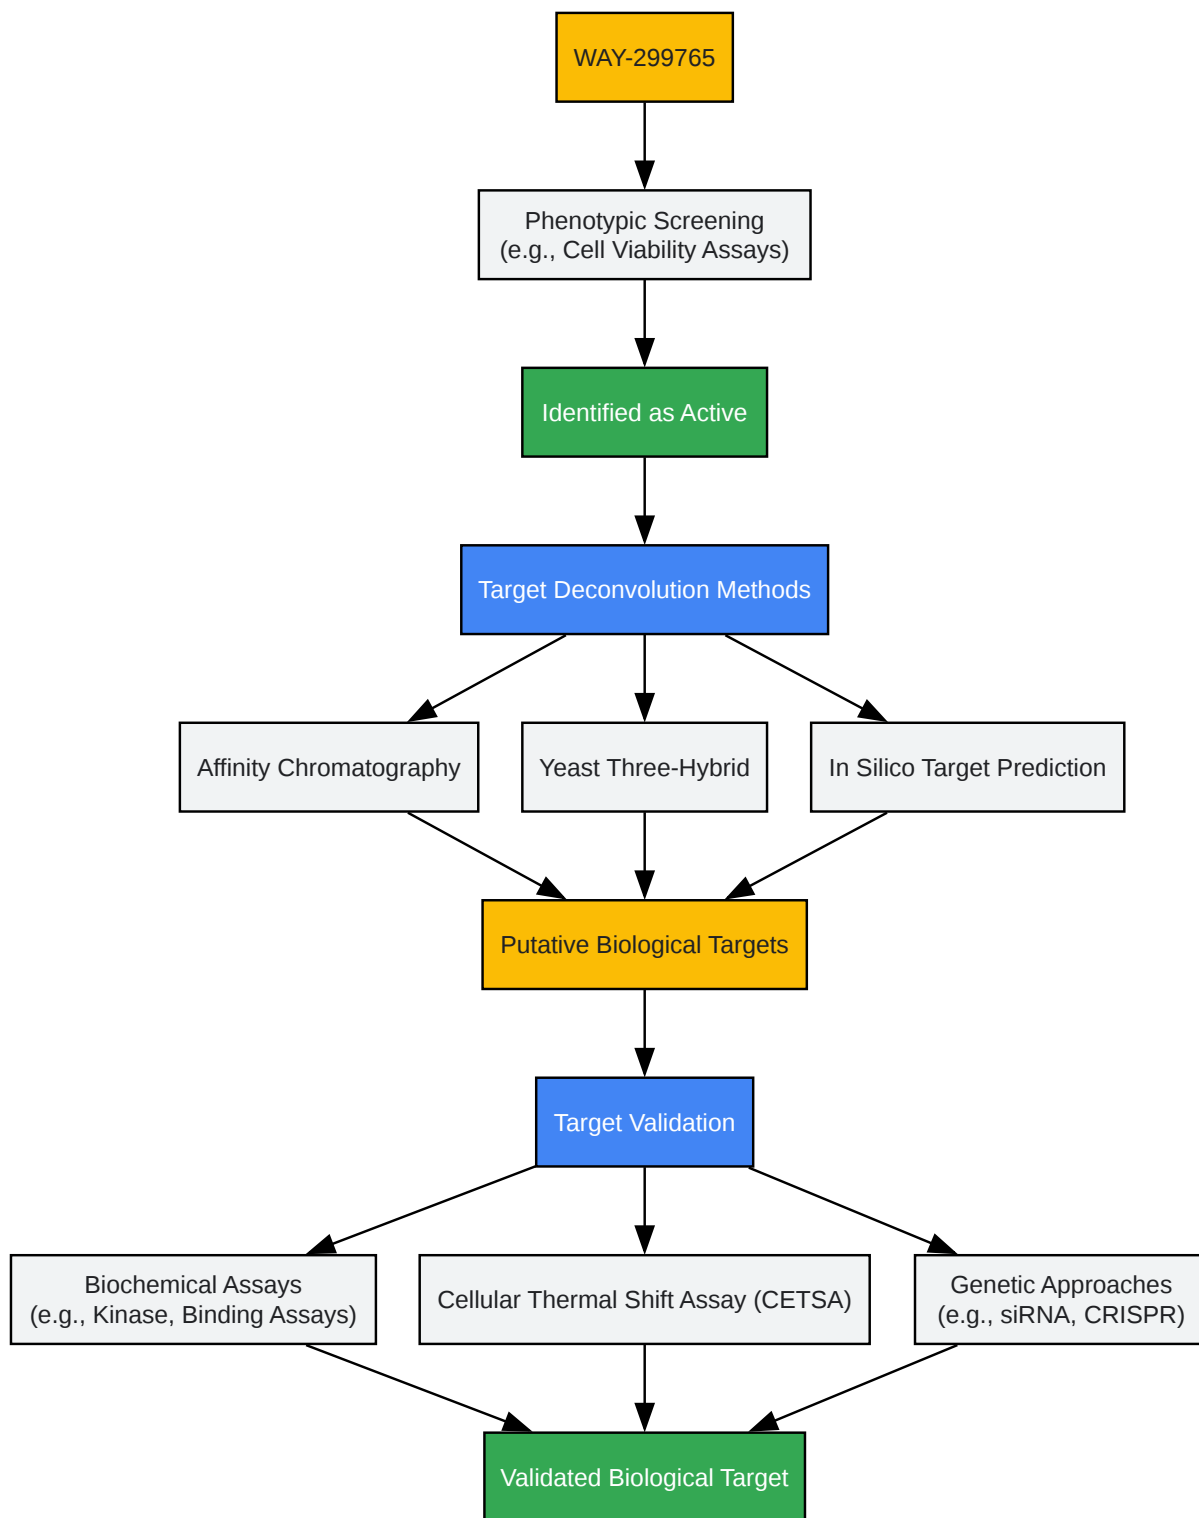 WAY-299765
Phenotypic Screening
(e.g., Cell Viability Assays)
Identified as Active
Target Deconvolution Methods
Affinity Chromatography
Yeast Three-Hybrid
In Silico Target Prediction
Putative Biological Targets
Target Validation
Biochemical Assays
(e.g., Kinase, Binding Assays)
Cellular Thermal Shift Assay (CETSA)
Genetic Approaches
(e.g., siRNA, CRISPR)
Validated Biological Target